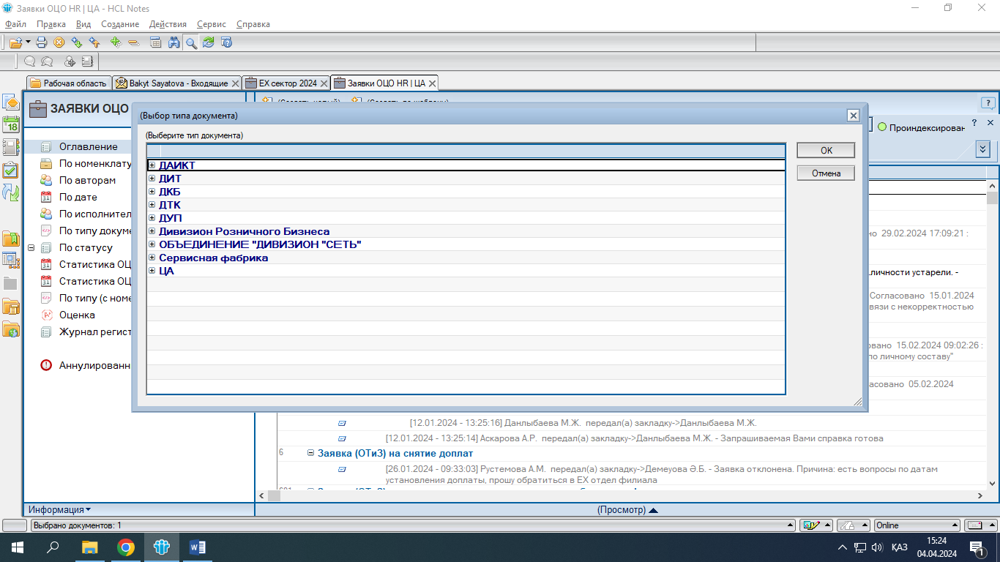 Заявки ОЦО HR | ЦА - HCL Notes
Файл Правка Вид Создание Действия Сервис Справка
Рабочая область
Bakyt Sayatova - Входящие
EX сектор 2024
Заявки ОЦО HR | ЦА
ЗАЯВКИ ОЦО
(Выбор типа документа)
(Выберите тип документа)
ДАИКТ
ДИТ
ДКБ
ДТК
ДУП
Дивизион Розничного Бизнеса
ОБЪЕДИНЕНИЕ "ДИВИЗИОН "СЕТЬ"
Сервисная фабрика
ЦА
OK
Отмена
Проиндексирован
Оглавление
По номенклату
По авторам
По дате
По исполнител
По типу докуме
По статусу
Статистика ОЦ
Статистика ОЦ
По типу (с номе
Оценка
Журнал регист
Аннулированн
но 29.02.2024 17:09:21 :
.личности устарели. -
Согласовано 15.01.2024
вязи с некорректностью
овано 15.02.2024 09:02:26 :
по личному составу"
асовано 05.02.2024
[12.01.2024 - 13:25:16] Данлыбаева М.Ж. передал(а) закладку->Данлыбаева М.Ж.
[12.01.2024 - 13:25:14] Аскарова А.Р. передал(а) закладку->Данлыбаева М.Ж. - Запрашиваемая Вами справка готова
6 Заявка (ОТиЗ) на снятие доплат
[26.01.2024 - 09:33:03] Рустемова А.М. передал(а) закладку->Демеуова Ә.Б. - Заявка отклонена. Причина: есть вопросы по датам
установления доплаты, прошу обратиться в EX отдел филиала
Информация
(Просмотр)
Выбрано документов: 1
Online
ҚАЗ
15:24
04.04.2024
1